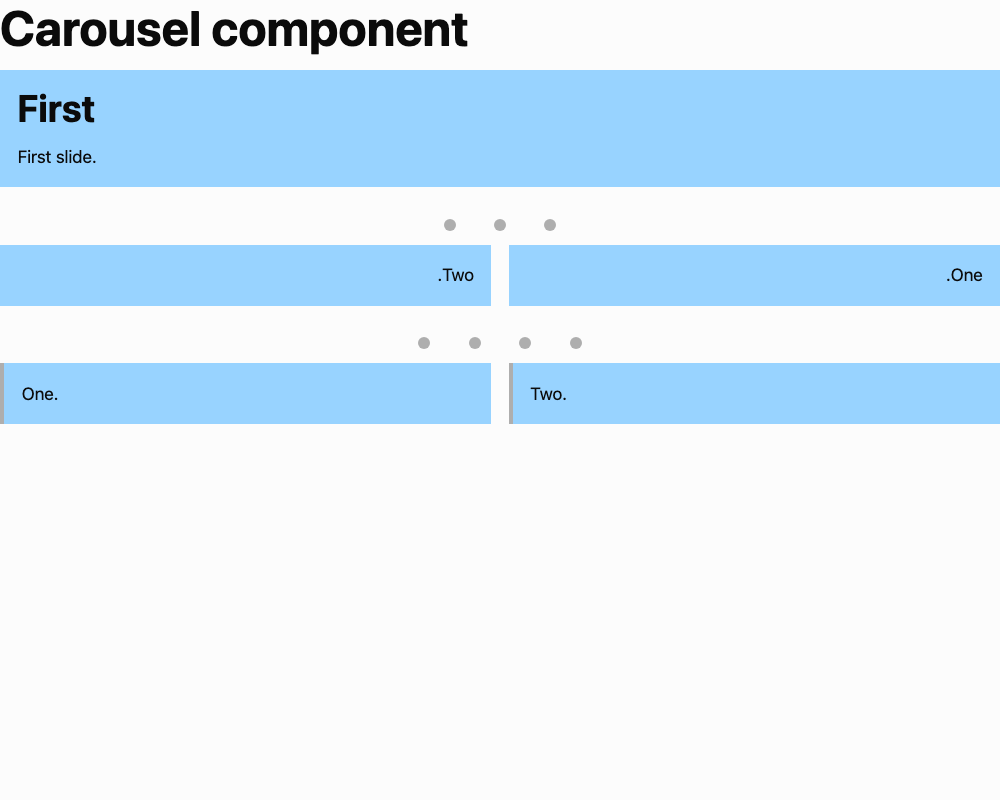 Carousel component
First
First slide.
.One
.Two
One.
Two.